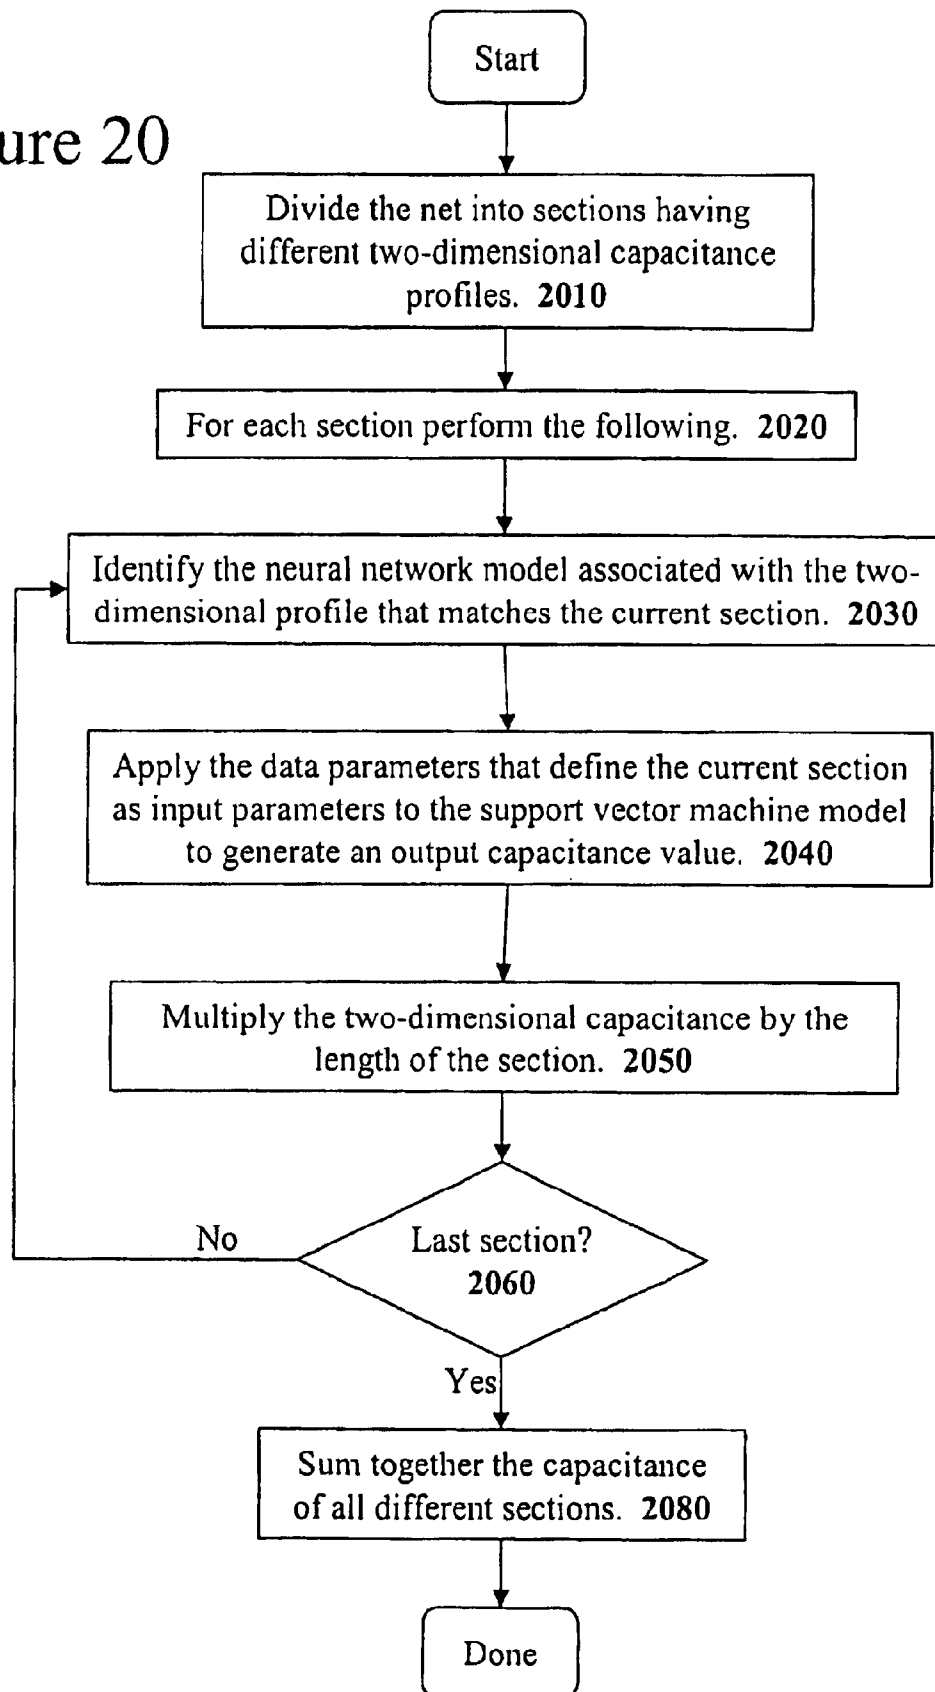 Start
ure 20
Divide the net into sections having
different two-dimensional capacitance
profiles. 2010
For each section perform the following. 2020
Identify the neural network model associated with the two-
dimensional profile that matches the current section. 2030
Apply the data parameters that define the current section
as input parameters to the support vector machine model
to generate an output capacitance value. 2040
Multiply the two-dimensional capacitance by the
length of the section. 2050
No
Last section?
2060
Yes
Sum together the capacitance
of all different sections. 2080
Done